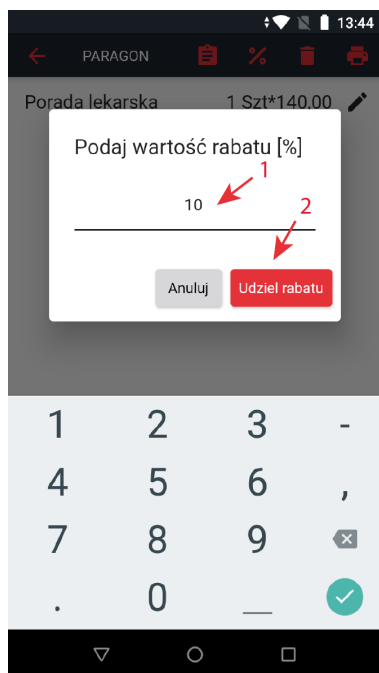 13:44
PARAGON
Porada lekarska 1 Szt*140,00
Podaj wartość rabatu [%]
1
10
2
Anuluj Udziel rabatu
1 2 3 -
4 5 6 ,
7 8 9
. 0 _